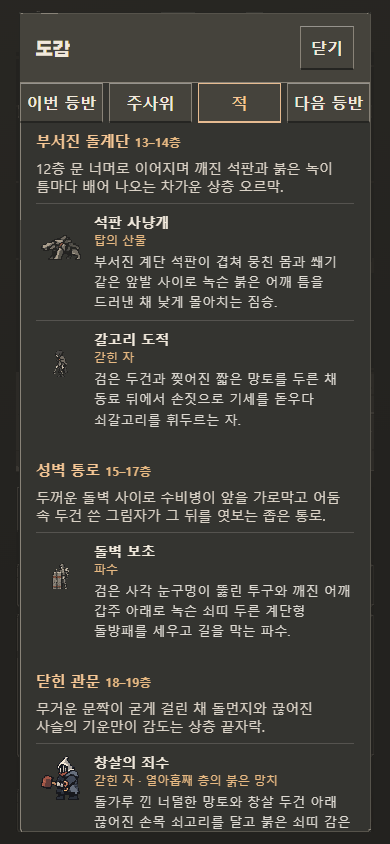 도감
닫기
이번 등반
주사위
적
다음 등반
부서진 돌계단 13–14층
12층 문 너머로 이어지며 깨진 석판과 붉은 녹이
틈마다 배어 나오는 차가운 상층 오르막.
석판 사냥개
탑의 산물
부서진 계단 석판이 겹쳐 뭉친 몸과 쐐기
같은 앞발 사이로 녹슨 붉은 어깨 틈을
드러낸 채 낮게 몰아치는 짐승.
갈고리 도적
갇힌 자
검은 두건과 찢어진 짧은 망토를 두른 채
동료 뒤에서 손짓으로 기세를 돋우다
쇠갈고리를 휘두르는 자.
성벽 통로 15–17층
두꺼운 돌벽 사이로 수비병이 앞을 가로막고 어둠
속 두건 쓴 그림자가 그 뒤를 엿보는 좁은 통로.
돌벽 보초
파수
검은 사각 눈구멍이 뚫린 투구와 깨진 어깨
갑주 아래로 녹슨 쇠띠 두른 계단형
돌방패를 세우고 길을 막는 파수.
닫힌 관문 18–19층
무거운 문짝이 굳게 걸린 채 돌먼지와 끊어진
사슬의 기운만이 감도는 상층 끝자락.
창살의 죄수
갇힌 자 · 열아홉째 층의 붉은 망치
돌가루 낀 너덜한 망토와 창살 두건 아래
끊어진 손목 쇠고리를 달고 붉은 쇠띠 감은